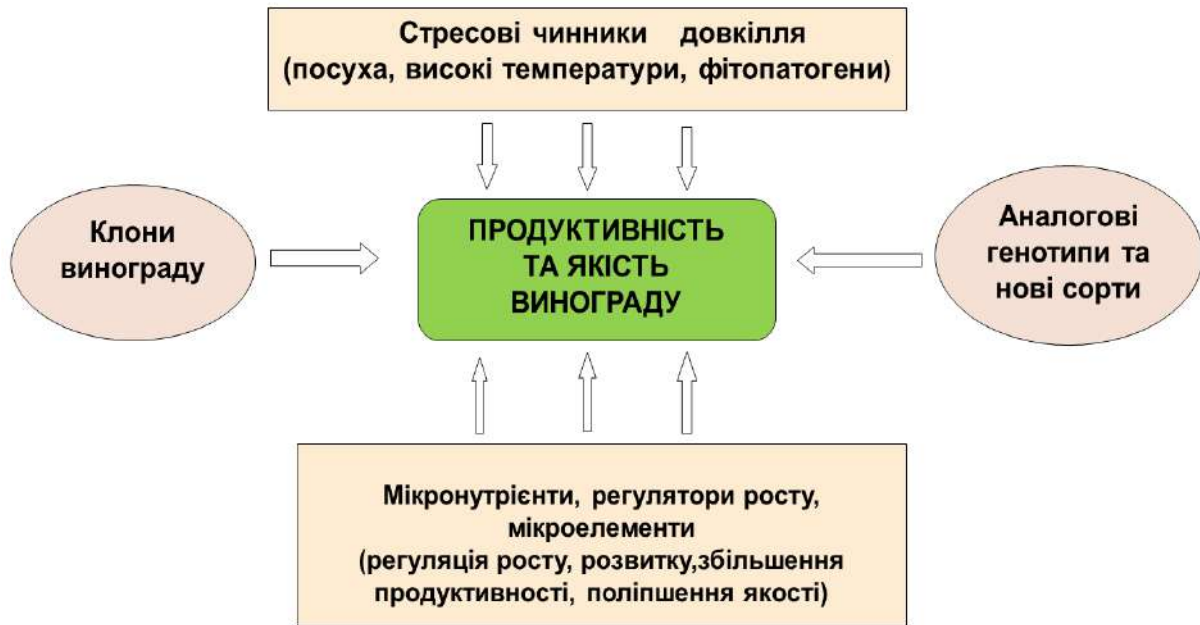 Стресові чинники довкілля
(посуха, високі температури, фітопатогени)
Клони
винограду
ПРОДУКТИВНІСТЬ
ТА ЯКІСТЬ
ВИНОГРАДУ
Аналогові
генотипи та
нові сорти
Мікронутрієнти, регулятори росту,
мікроелементи
(регуляція росту, розвитку,збільшення
продуктивності, поліпшення якості)